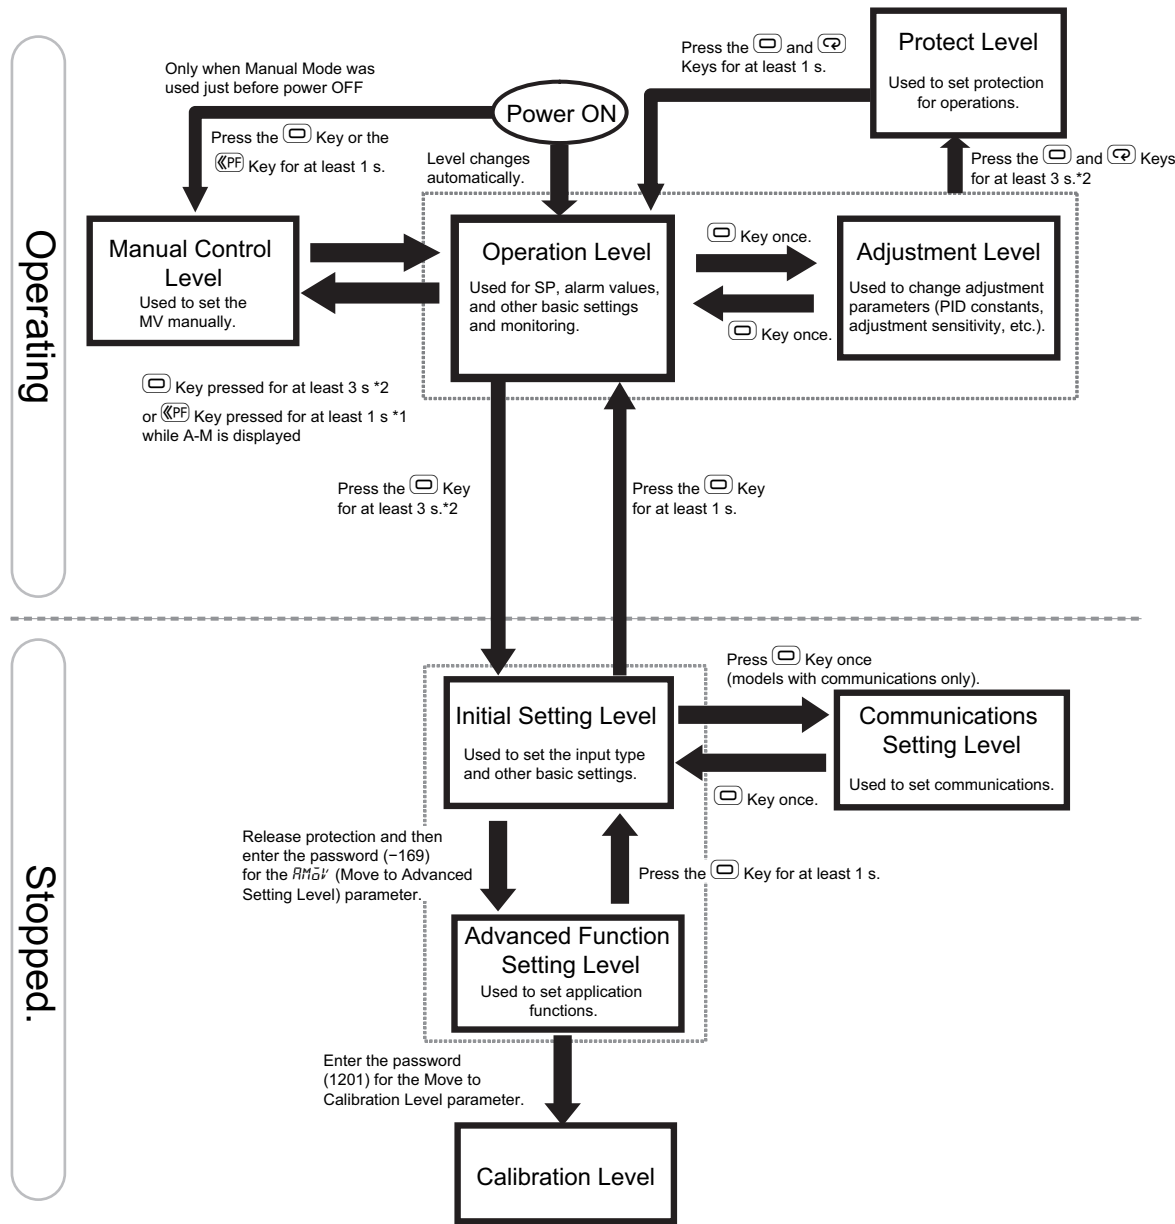 Operating
Only when Manual Mode was
used just before power OFF
Power ON
Press the Key or the
PF Key for at least 1 s.
Level changes
automatically.
Press the and
Keys for at least 1 s.
Protect Level
Used to set protection
for operations.
Press the and Keys
for at least 3 s.*2
Manual Control
Level
Used to set the
MV manually.
Operation Level
Used for SP, alarm values,
and other basic settings
and monitoring.
Key once.
Key once.
Adjustment Level
Used to change adjustment
parameters (PID constants,
adjustment sensitivity, etc.).
Key pressed for at least 3 s *2
or PF Key pressed for at least 1 s *1
while A-M is displayed
Press the Key
for at least 3 s.*2
Press the Key
for at least 1 s.
Stopped.
Initial Setting Level
Used to set the input type
and other basic settings.
Press Key once
(models with communications only).
Key once.
Communications
Setting Level
Used to set communications.
Release protection and then
enter the password (−169)
for the AMoV (Move to Advanced
Setting Level) parameter.
Press the Key for at least 1 s.
Advanced Function
Setting Level
Used to set application
functions.
Enter the password
(1201) for the Move to
Calibration Level parameter.
Calibration Level